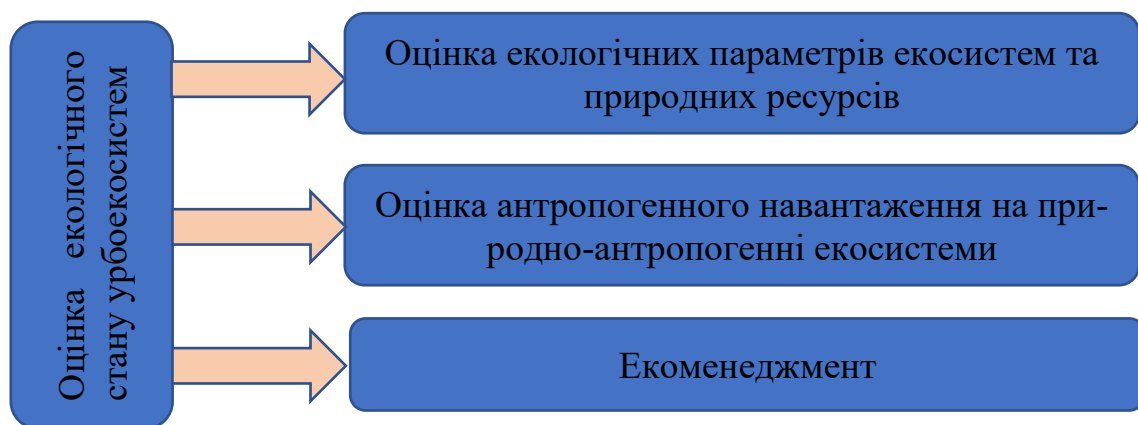 Оцінка екологічного
стану урбоекосистем
Оцінка екологічних параметрів екосистем та
природних ресурсів
Оцінка антропогенного навантаження на при-
родно-антропогенні екосистеми
Екоменеджмент